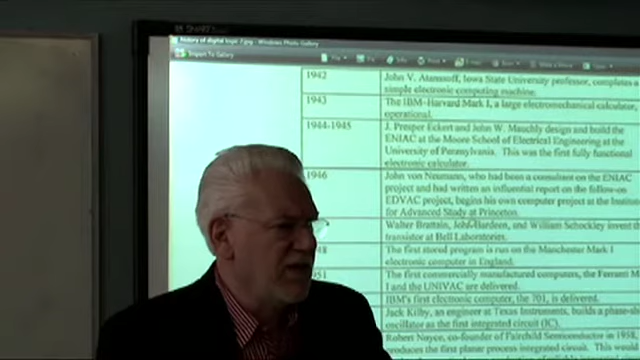 history of digital logic 7.jpg - Windows Photo Gallery
Import To Gallery
1942
John V. Atanasoff, Iowa State University professor, completes a
simple electronic computing machine.
1943
The IBM-Harvard Mark I, a large electromechanical calculator,
operational.
1944-1945
J. Presper Eckert and John W. Mauchly design and build the
ENIAC at the Moore School of Electrical Engineering at the
University of Pennsylvania. This was the first fully functional
electronic calculator.
1946
John von Neumann, who had been a consultant on the ENIAC
project and had written an influential report on the follow-on
EDVAC project, begins his own computer project at the Institute
for Advanced Study at Princeton.
Walter Brattain, John Bardeen, and William Schockley invent the
transistor at Bell Laboratories.
The first stored program is run on the Manchester Mark I
electronic computer in England.
951
The first commercially manufactured computers, the Ferranti M
I and the UNIVAC are delivered.
IBM's first electronic computer, the 701, is delivered.
Jack Kilby, an engineer at Texas Instruments, builds a phase-sh
oscillator as the first integrated circuit (IC).
Robert Noyce, co-founder of Fairchild Semiconductor in 1958,
produces the first planar process integrated circuit. This would